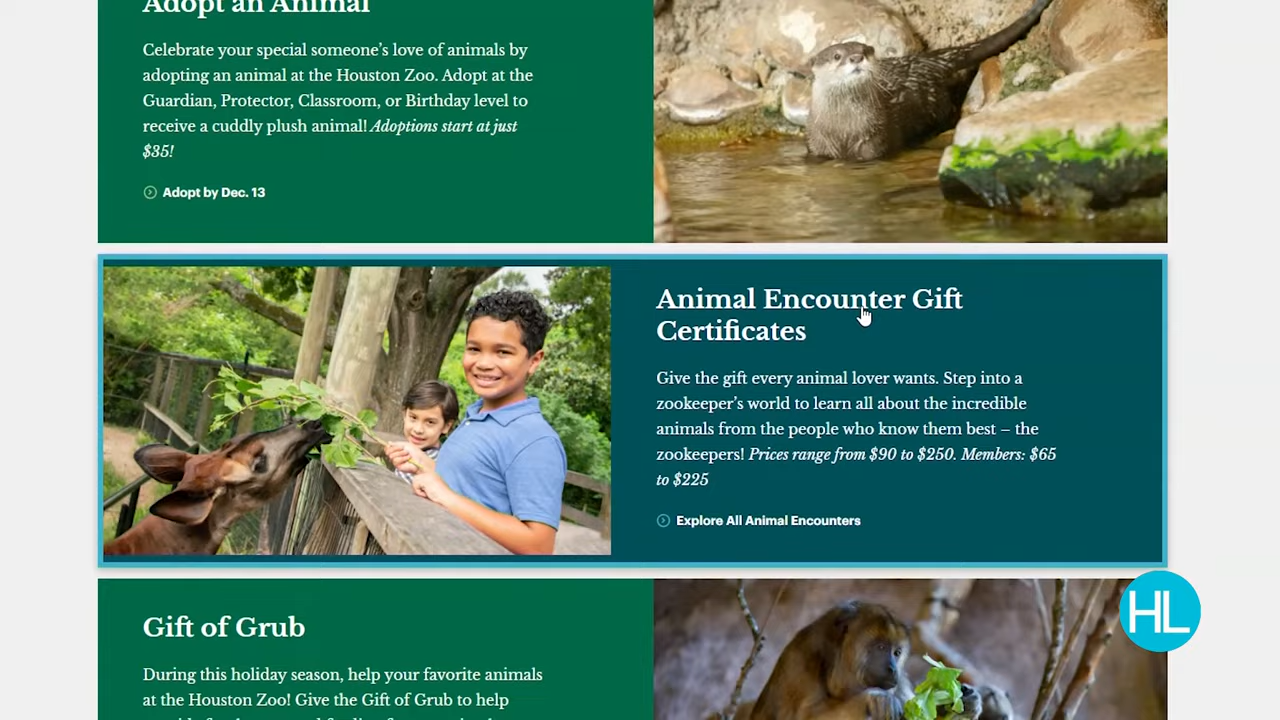 Adopt an Animal
Celebrate your special someone's love of animals by
adopting an animal at the Houston Zoo. Adopt at the
Guardian, Protector, Classroom, or Birthday level to
receive a cuddly plush animal! Adoptions start at just
$35!
Adopt by Dec. 13
Animal Encounter Gift
Certificates
Give the gift every animal lover wants. Step into a
zookeeper's world to learn all about the incredible
animals from the people who know them best – the
zookeepers! Prices range from $90 to $250. Members: $65
to $225
Explore All Animal Encounters
Gift of Grub
During this holiday season, help your favorite animals
at the Houston Zoo! Give the Gift of Grub to help
HL